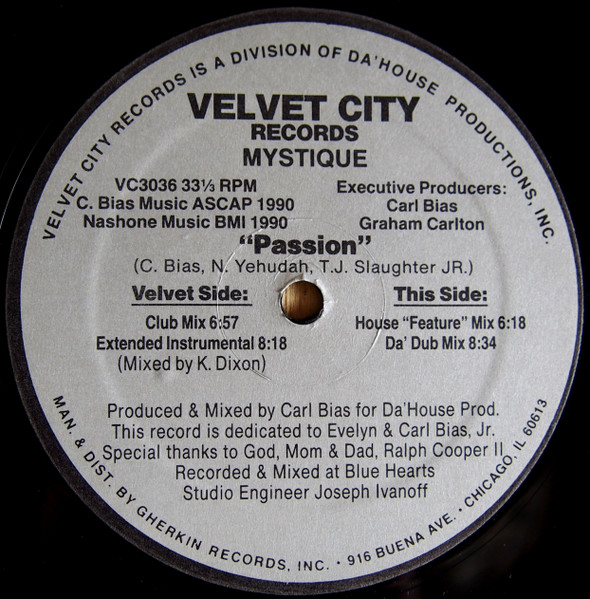 VELVET CITY RECORDS IS A DIVISION OF DA'HOUSE PRODUCTIONS, INC.
VELVET CITY
RECORDS
MYSTIQUE
VC3036 33⅓ RPM
C. Bias Music ASCAP 1990
Nashone Music BMI 1990
Executive Producers:
Carl Bias
Graham Carlton
"Passion"
(C. Bias, N. Yehudah, T.J. Slaughter JR.)
Velvet Side:
Club Mix 6:57
Extended Instrumental 8:18
(Mixed by K. Dixon)
This Side:
House "Feature" Mix 6:18
Da' Dub Mix 8:34
Produced & Mixed by Carl Bias for Da'House Prod.
This record is dedicated to Evelyn & Carl Bias, Jr.
Special thanks to God, Mom & Dad, Ralph Cooper II
Recorded & Mixed at Blue Hearts
Studio Engineer Joseph Ivanoff
MAN. & DIST. BY GHERKIN RECORDS, INC. • 916 BUENA AVE. • CHICAGO, IL 60613